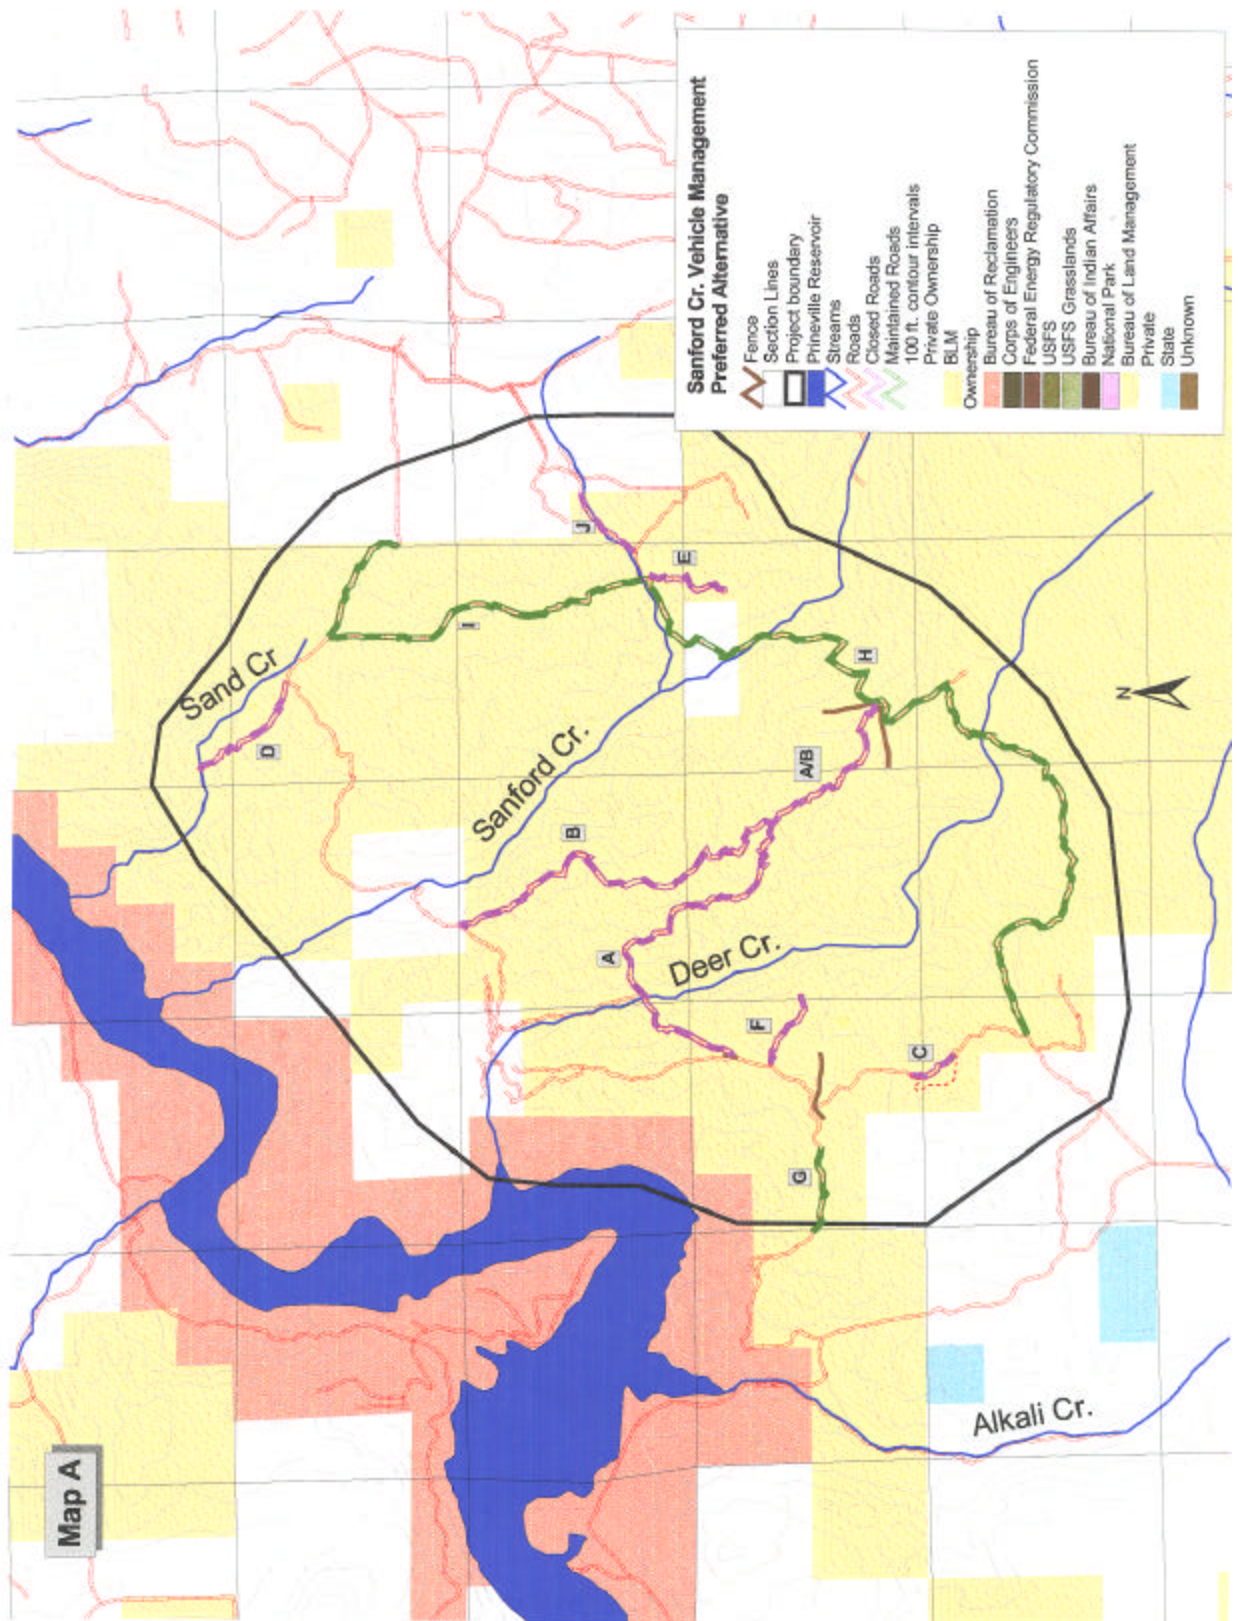 Map A
Sand Cr
Sanford Cr.
Deer Cr.
Alkali Cr.
D
I
J
E
B
A
A/B
H
F
C
G
N
Sanford Cr. Vehicle Management
Preferred Alternative
Fence
Section Lines
Project boundary
Prineville Reservoir
Streams
Roads
Closed Roads
Maintained Roads
100 ft. contour intervals
Private Ownership
BLM
Ownership
Bureau of Reclamation
Corps of Engineers
Federal Energy Regulatory Commission
USFS
USFS Grasslands
Bureau of Indian Affairs
National Park
Bureau of Land Management
Private
State
Unknown